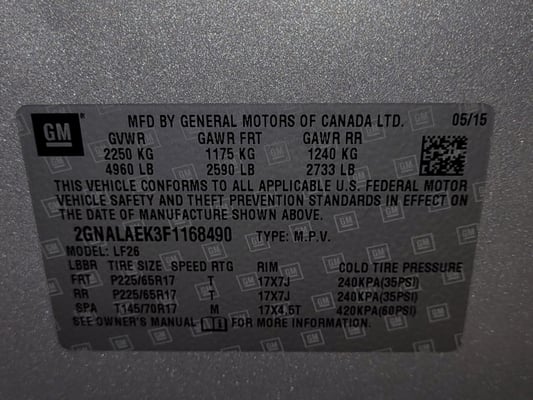 GM MFD BY GENERAL MOTORS OF CANADA LTD. 05/15
GVWR GAWR FRT GAWR RR
2250 KG 1175 KG 1240 KG
4960 LB 2590 LB 2733 LB
THIS VEHICLE CONFORMS TO ALL APPLICABLE U.S. FEDERAL MOTOR
VEHICLE SAFETY AND THEFT PREVENTION STANDARDS IN EFFECT ON
THE DATE OF MANUFACTURE SHOWN ABOVE.
2GNALAEK3F1168490 TYPE: M.P.V.
MODEL: LF26
LBBR TIRE SIZE SPEED RTG RIM COLD TIRE PRESSURE
FRT P225/65R17 T 17X7J 240KPA(35PSI)
RR P225/65R17 T 17X7J 240KPA(35PSI)
SPA T145/70R17 M 17X4.5T 420KPA(60PSI)
SEE OWNER'S MANUAL FOR MORE INFORMATION.